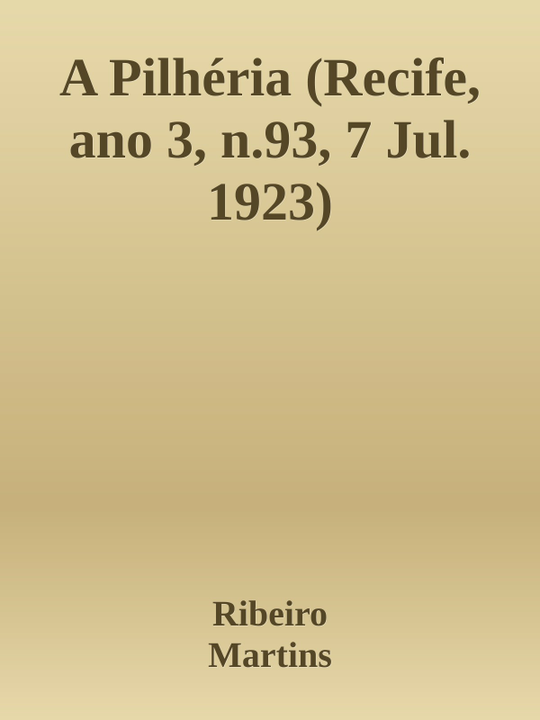 A Pilhéria (Recife,
ano 3, n.93, 7 Jul.
1923)
Ribeiro
Martins